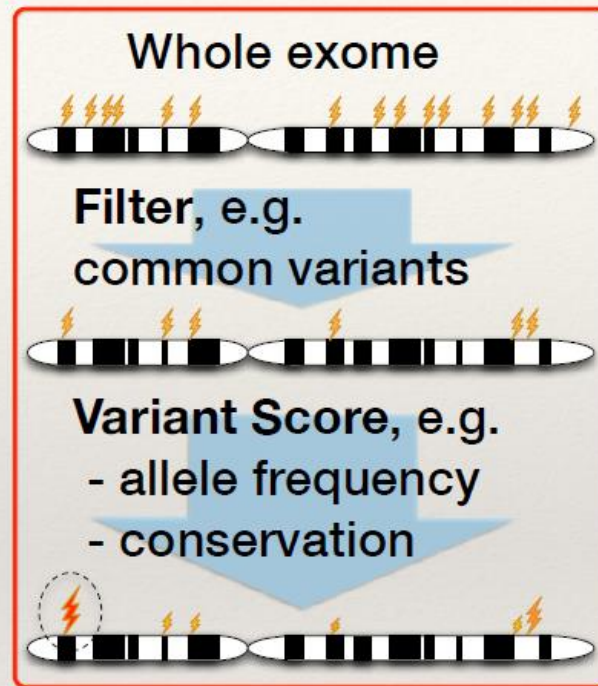 Whole exome
Filter, e.g.
common variants
Variant Score, e.g.
- allele frequency
- conservation